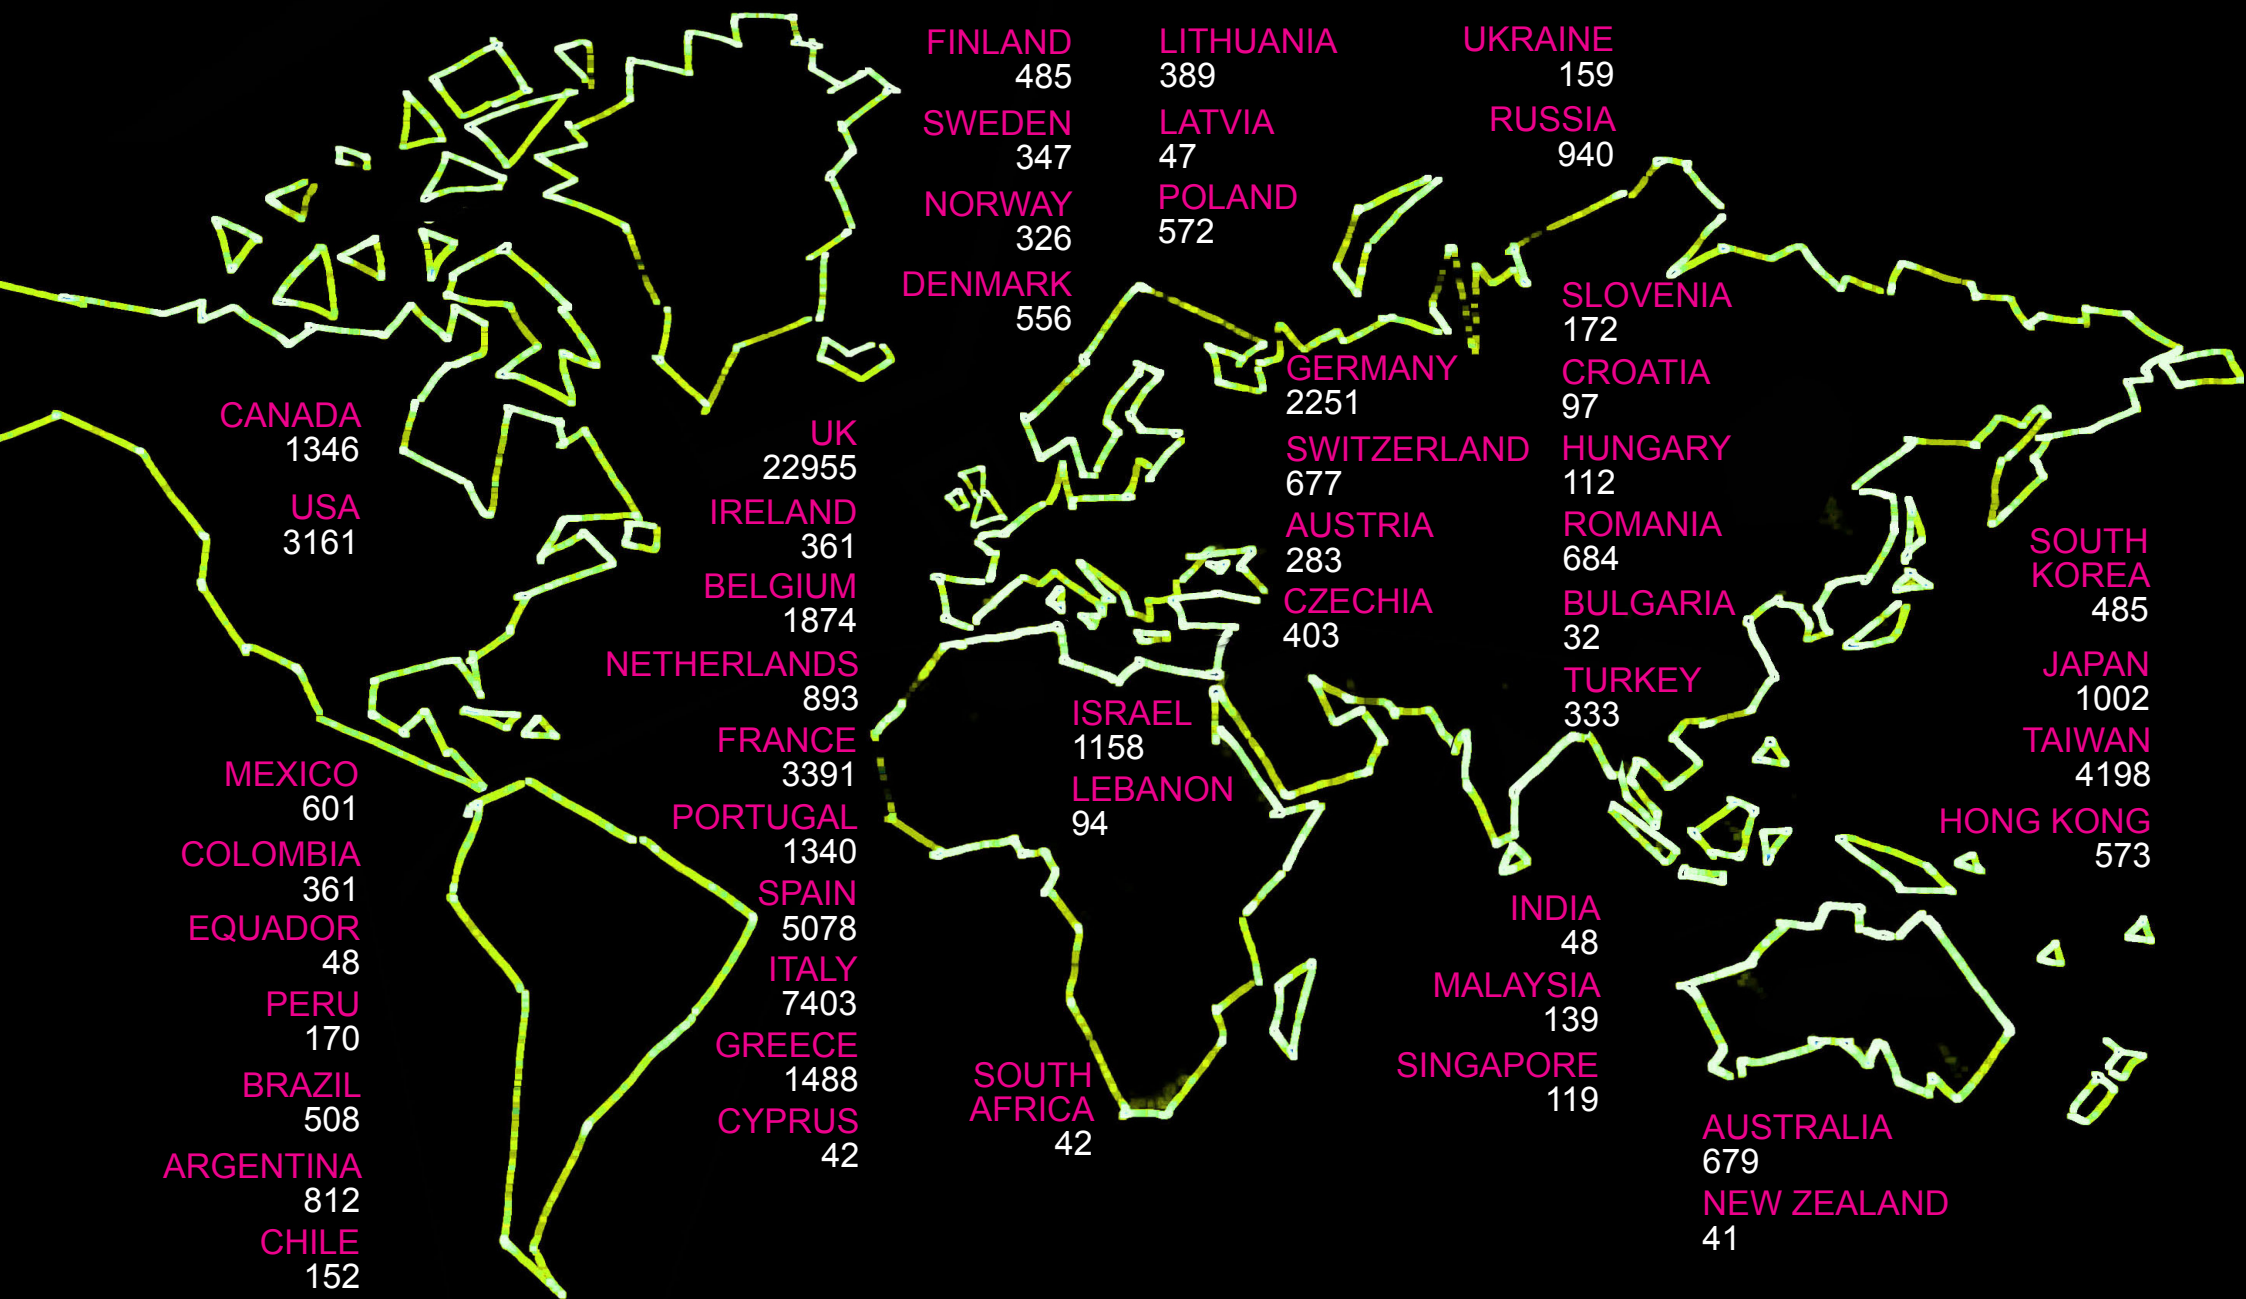 FINLAND
485
SWEDEN
347
NORWAY
326
DENMARK
556
LITHUANIA
389
LATVIA
47
POLAND
572
UKRAINE
159
RUSSIA
940
CANADA
1346
USA
3161
MEXICO
601
COLOMBIA
361
EQUADOR
48
PERU
170
BRAZIL
508
ARGENTINA
812
CHILE
152
UK
22955
IRELAND
361
BELGIUM
1874
NETHERLANDS
893
FRANCE
3391
PORTUGAL
1340
SPAIN
5078
ITALY
7403
GREECE
1488
CYPRUS
42
GERMANY
2251
SWITZERLAND
677
AUSTRIA
283
CZECHIA
403
SLOVENIA
172
CROATIA
97
HUNGARY
112
ROMANIA
684
BULGARIA
32
TURKEY
333
ISRAEL
1158
LEBANON
94
SOUTH
AFRICA
42
SOUTH
KOREA
485
JAPAN
1002
TAIWAN
4198
HONG KONG
573
INDIA
48
MALAYSIA
139
SINGAPORE
119
AUSTRALIA
679
NEW ZEALAND
41